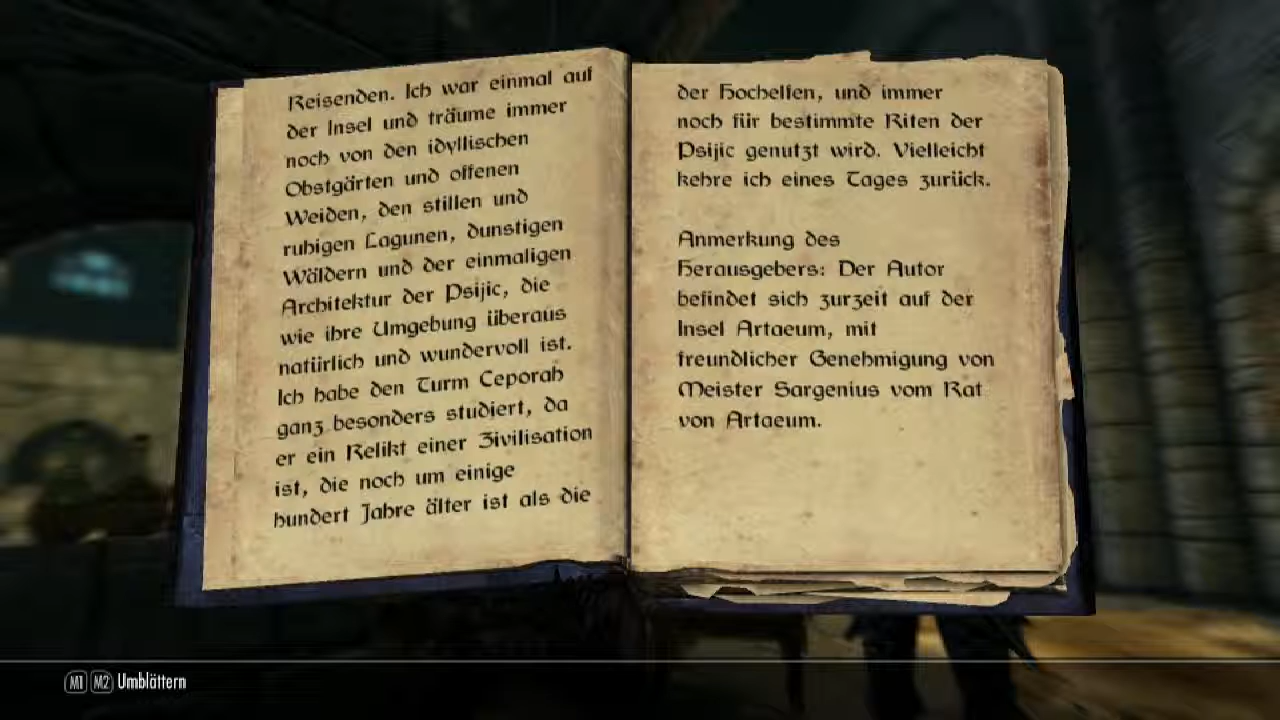 Reisenden. Ich war einmal auf
der Insel und träume immer
noch von den idyllischen
Obstgärten und offenen
Weiden, den stillen und
ruhigen Lagunen, dunstigen
Wäldern und der einmaligen
Architektur der Psijic, die
wie ihre Umgebung überaus
natürlich und wundervoll ist.
Ich habe den Turm Ceporah
ganz besonders studiert, da
er ein Relikt einer Zivilisation
ist, die noch um einige
hundert Jahre älter ist als die
der Hochelfen, und immer
noch für bestimmte Riten der
Psijic genutzt wird. Vielleicht
kehre ich eines Tages zurück.
Anmerkung des
Herausgebers: Der Autor
befindet sich zurzeit auf der
Insel Artaeum, mit
freundlicher Genehmigung von
Meister Sargenius vom Rat
von Artaeum.
M1 M2 Umblättern